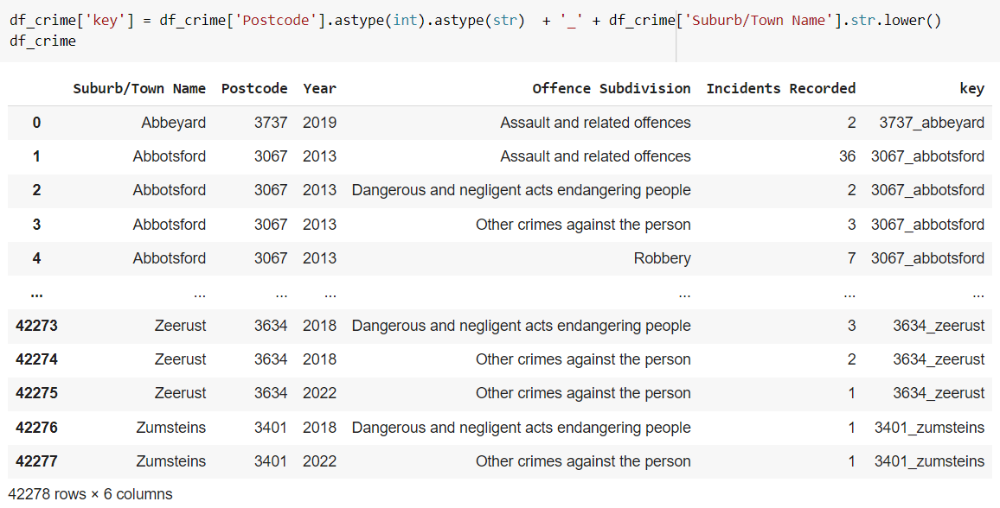 df_crime['key'] = df_crime['Postcode'].astype(int).astype(str)  + '_' + df_crime['Suburb/Town Name'].str.lower()
df_crime
Suburb/Town Name Postcode Year Offence Subdivision Incidents Recorded key
0 Abbeyard 3737 2019 Assault and related offences 2 3737_abbeyard
1 Abbotsford 3067 2013 Assault and related offences 36 3067_abbotsford
2 Abbotsford 3067 2013 Dangerous and negligent acts endangering people 2 3067_abbotsford
3 Abbotsford 3067 2013 Other crimes against the person 3 3067_abbotsford
4 Abbotsford 3067 2013 Robbery 7 3067_abbotsford
... ... ... ... ... ... ...
42273 Zeerust 3634 2018 Dangerous and negligent acts endangering people 3 3634_zeerust
42274 Zeerust 3634 2018 Other crimes against the person 2 3634_zeerust
42275 Zeerust 3634 2022 Other crimes against the person 1 3634_zeerust
42276 Zumsteins 3401 2018 Dangerous and negligent acts endangering people 1 3401_zumsteins
42277 Zumsteins 3401 2022 Other crimes against the person 1 3401_zumsteins
42278 rows × 6 columns